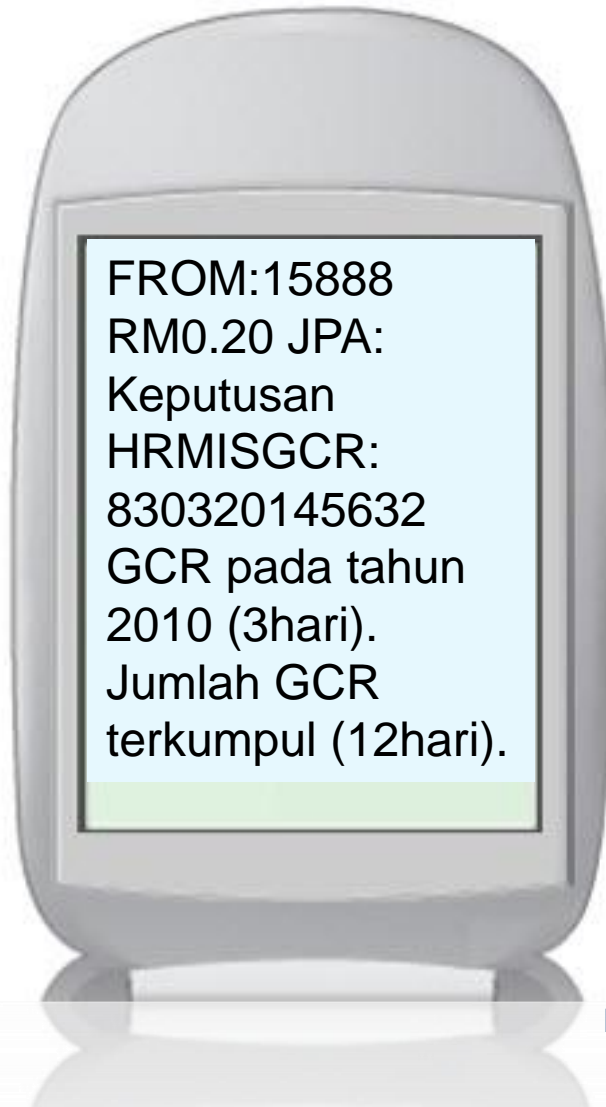 FROM:15888
RM0.20 JPA:
Keputusan
HRMISGCR:
830320145632
GCR pada tahun
2010 (3hari).
Jumlah GCR
terkumpul (12hari).